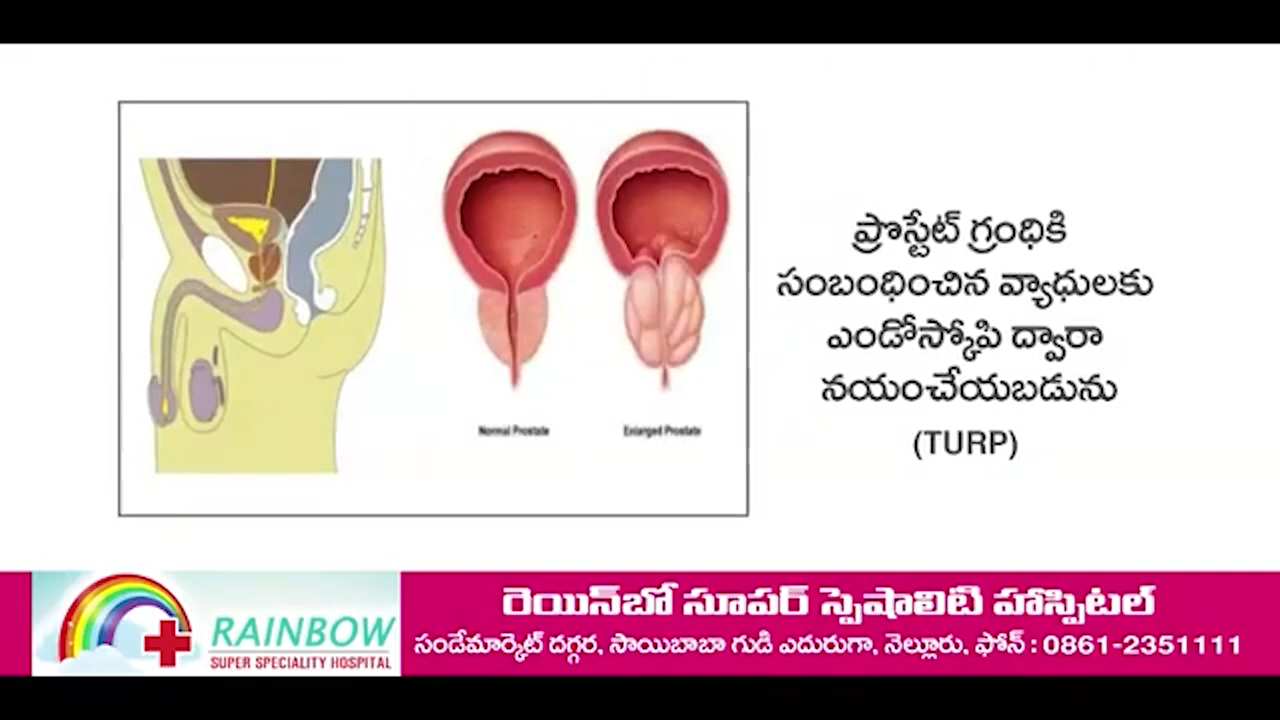 ప్రొస్టేట్ గ్రంధికి
సంబంధించిన వ్యాధులకు
ఎండోస్కోపి ద్వారా
నయంచేయబడును
(TURP)
Normal Prostate
Enlarged Prostate
RAINBOW
SUPER SPECIALITY HOSPITAL
రెయిన్‌బో సూపర్ స్పెషాలిటి హాస్పిటల్
సండేమార్కెట్ దగ్గర, సాయిబాబా గుడి ఎదురుగా, నెల్లూరు, ఫోన్ : 0861-2351111